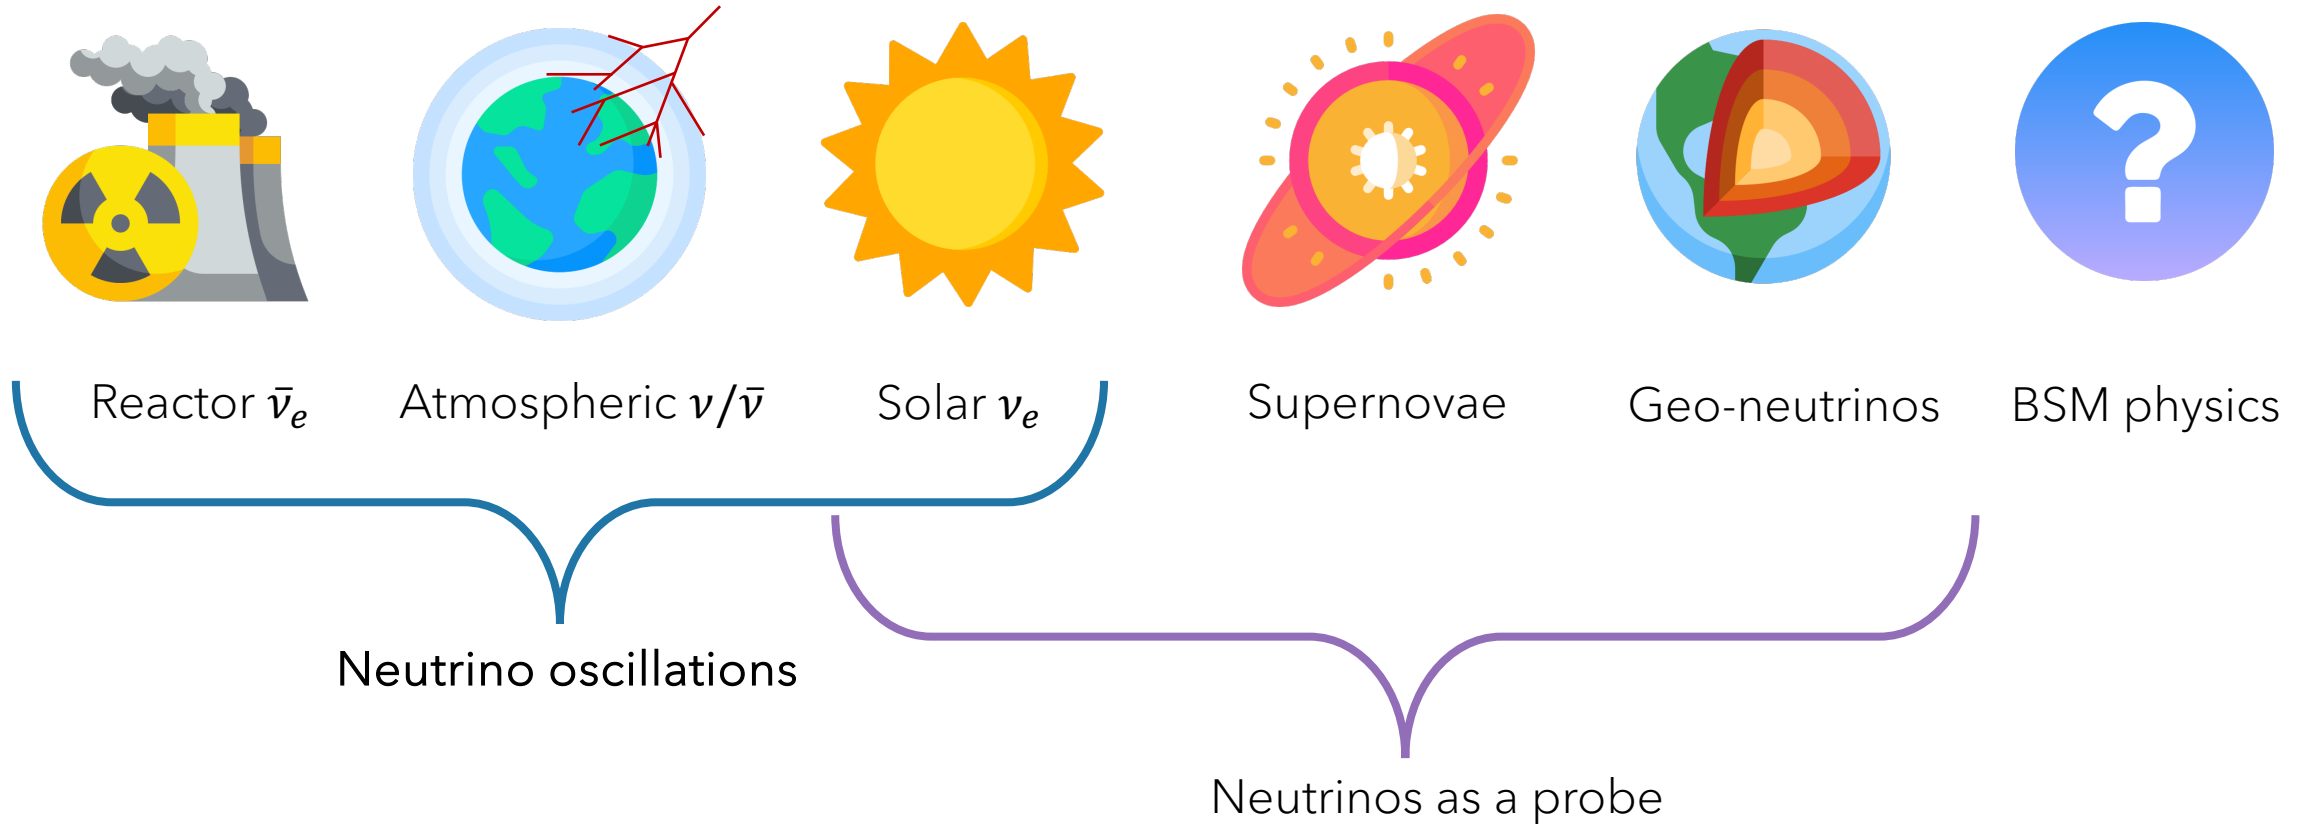 Reactor ν̄ₑ
Atmospheric ν/ν̄
Solar νₑ
Supernovae
Geo-neutrinos
BSM physics
?
Neutrino oscillations
Neutrinos as a probe